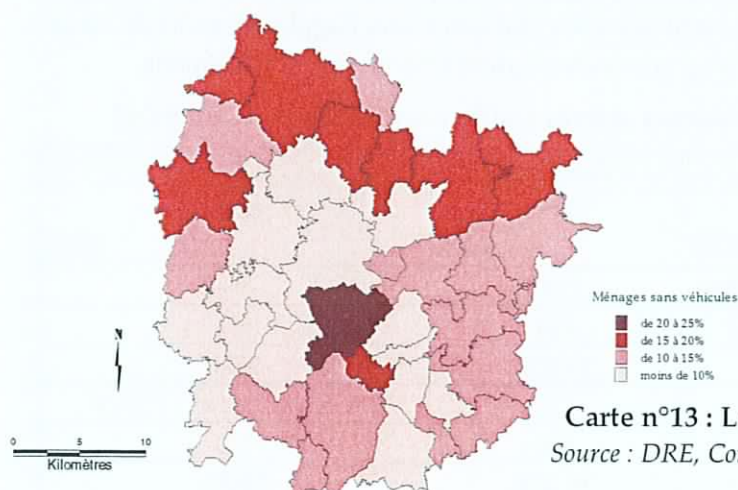 Ménages sans véhicules
de 20 à 25%
de 15 à 20%
de 10 à 15%
moins de 10%
N
0 5 10
Kilomètres
Carte n°13 : L
Source : DRE, Co